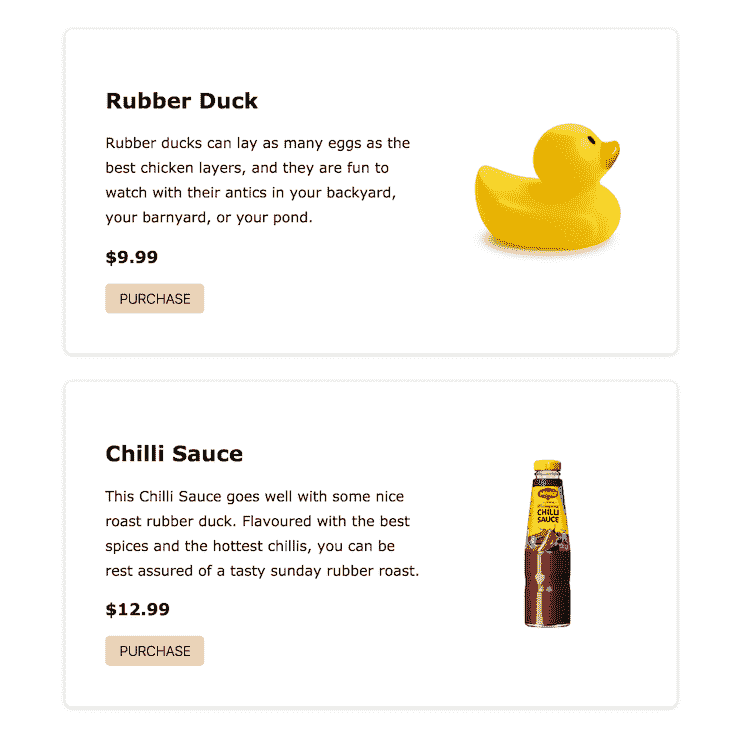 Rubber Duck
Rubber ducks can lay as many eggs as the
best chicken layers, and they are fun to
watch with their antics in your backyard,
your barnyard, or your pond.
$9.99
PURCHASE
Chilli Sauce
This Chilli Sauce goes well with some nice
roast rubber duck. Flavoured with the best
spices and the hottest chillis, you can be
rest assured of a tasty sunday rubber roast.
$12.99
PURCHASE
MAGGI
CHILLI
SAUCE